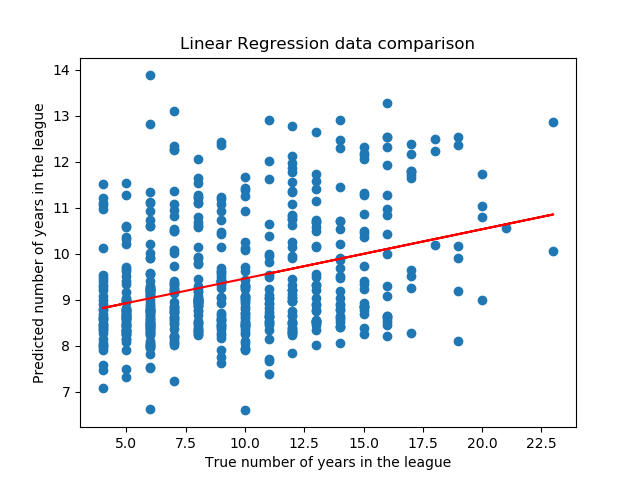 Linear Regression data comparison
14
13
12
11
10
9
8
7
Predicted number of years in the league
5.0 7.5 10.0 12.5 15.0 17.5 20.0 22.5
True number of years in the league